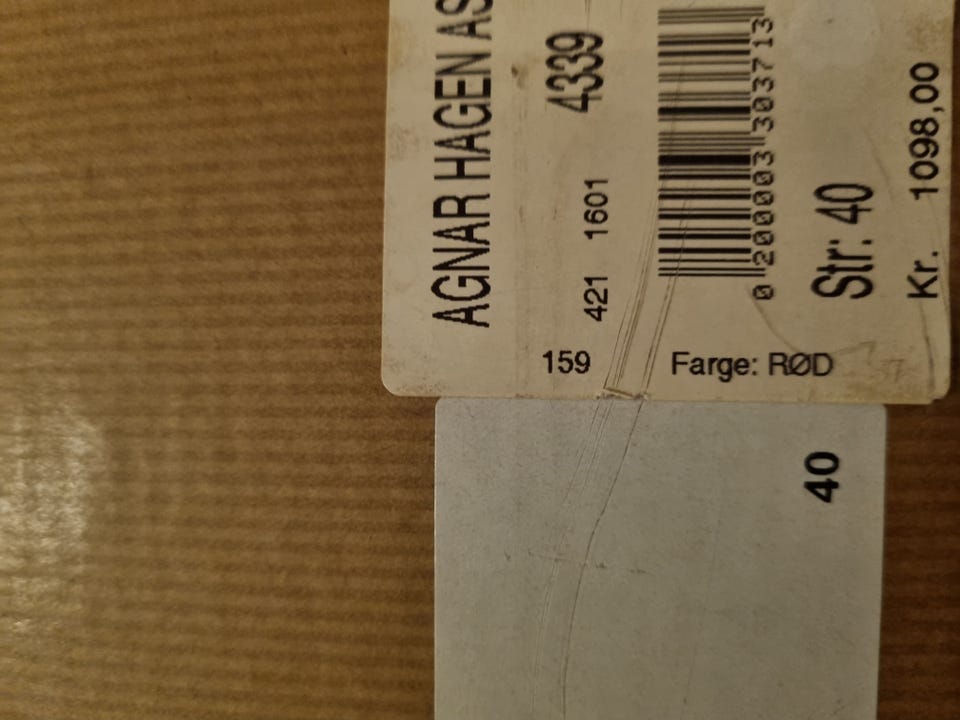 AGNAR HAGEN AS
4339
421 1601
159
0 200003 303713
Farge: RØD
Str: 40
Kr. 1098,00
40